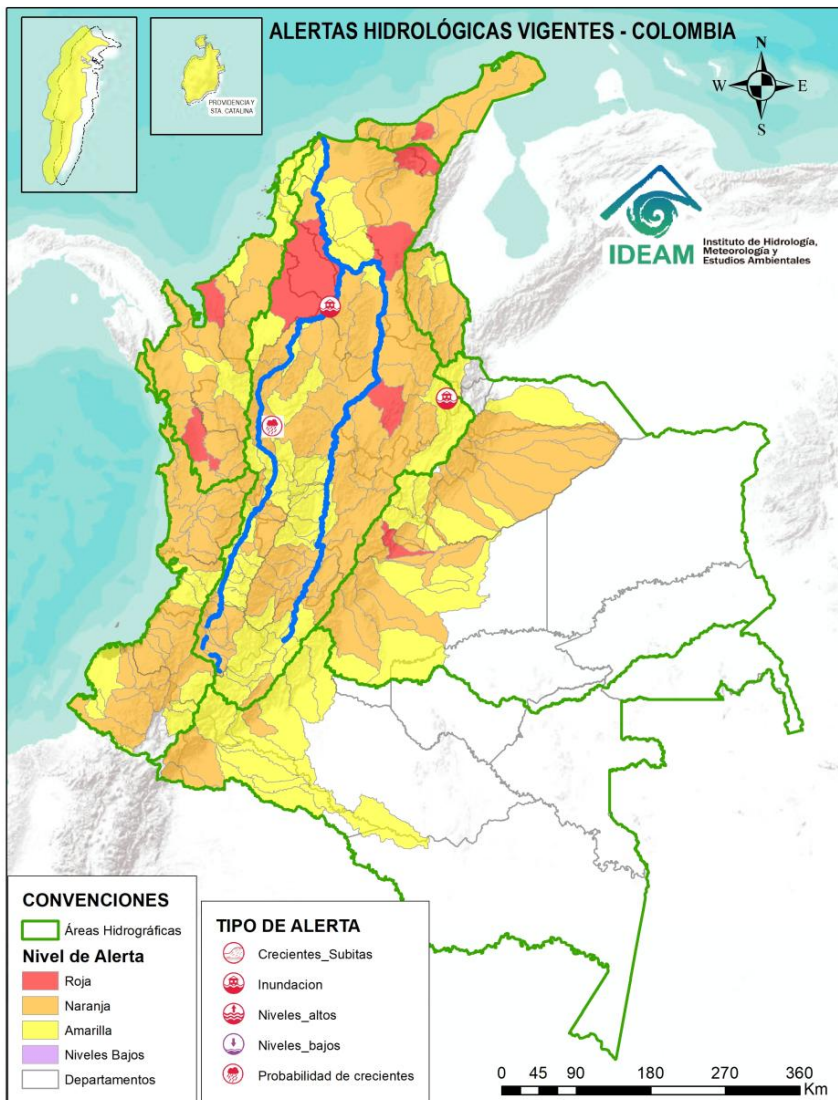 ALERTAS HIDROLÓGICAS VIGENTES - COLOMBIA
PROVIDENCIA Y
STA. CATALINA
N
W
E
S
IDEAM
Instituto de Hidrología,
Meteorología y
Estudios Ambientales
CONVENCIONES
Áreas Hidrográficas
Nivel de Alerta
Roja
Naranja
Amarilla
Niveles Bajos
Departamentos
TIPO DE ALERTA
Crecientes_Subitas
Inundacion
Niveles_altos
Niveles_bajos
Probabilidad de crecientes
0 45 90 180 270 360
Km